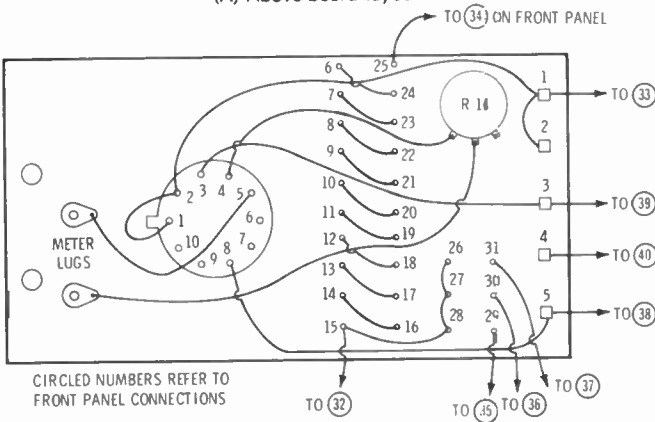 (A) Above board
TO (34) ON FRONT PANEL
6
25
1
TO (33)
7
24
R 14
8
23
2
9
22
3
4
10
21
3
TO (39)
2
5
11
20
1
6
12
19
26
31
4
TO (40)
METER
LUGS
10
9
8
7
13
18
27
30
14
17
28
29
5
TO (38)
15
16
CIRCLED NUMBERS REFER TO
FRONT PANEL CONNECTIONS
TO (32)
TO (35)
TO (36)
TO (37)